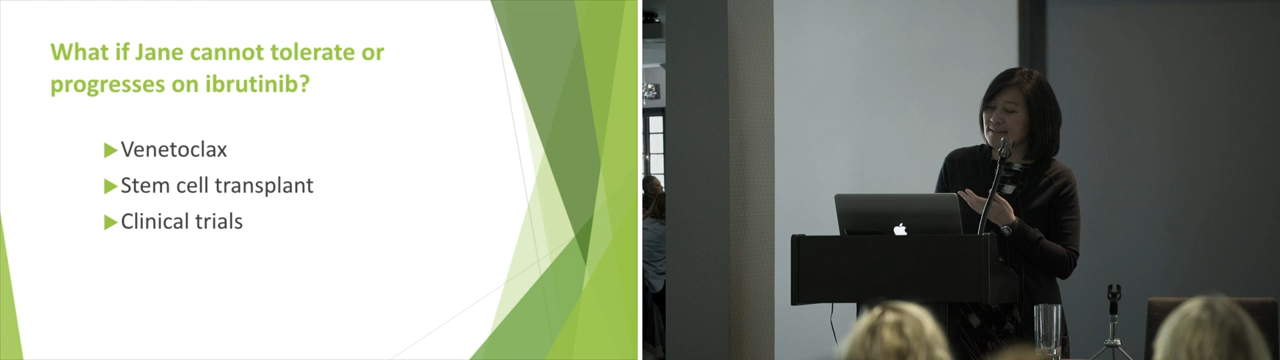 What if Jane cannot tolerate or
progresses on ibrutinib?
Venetoclax
Stem cell transplant
Clinical trials